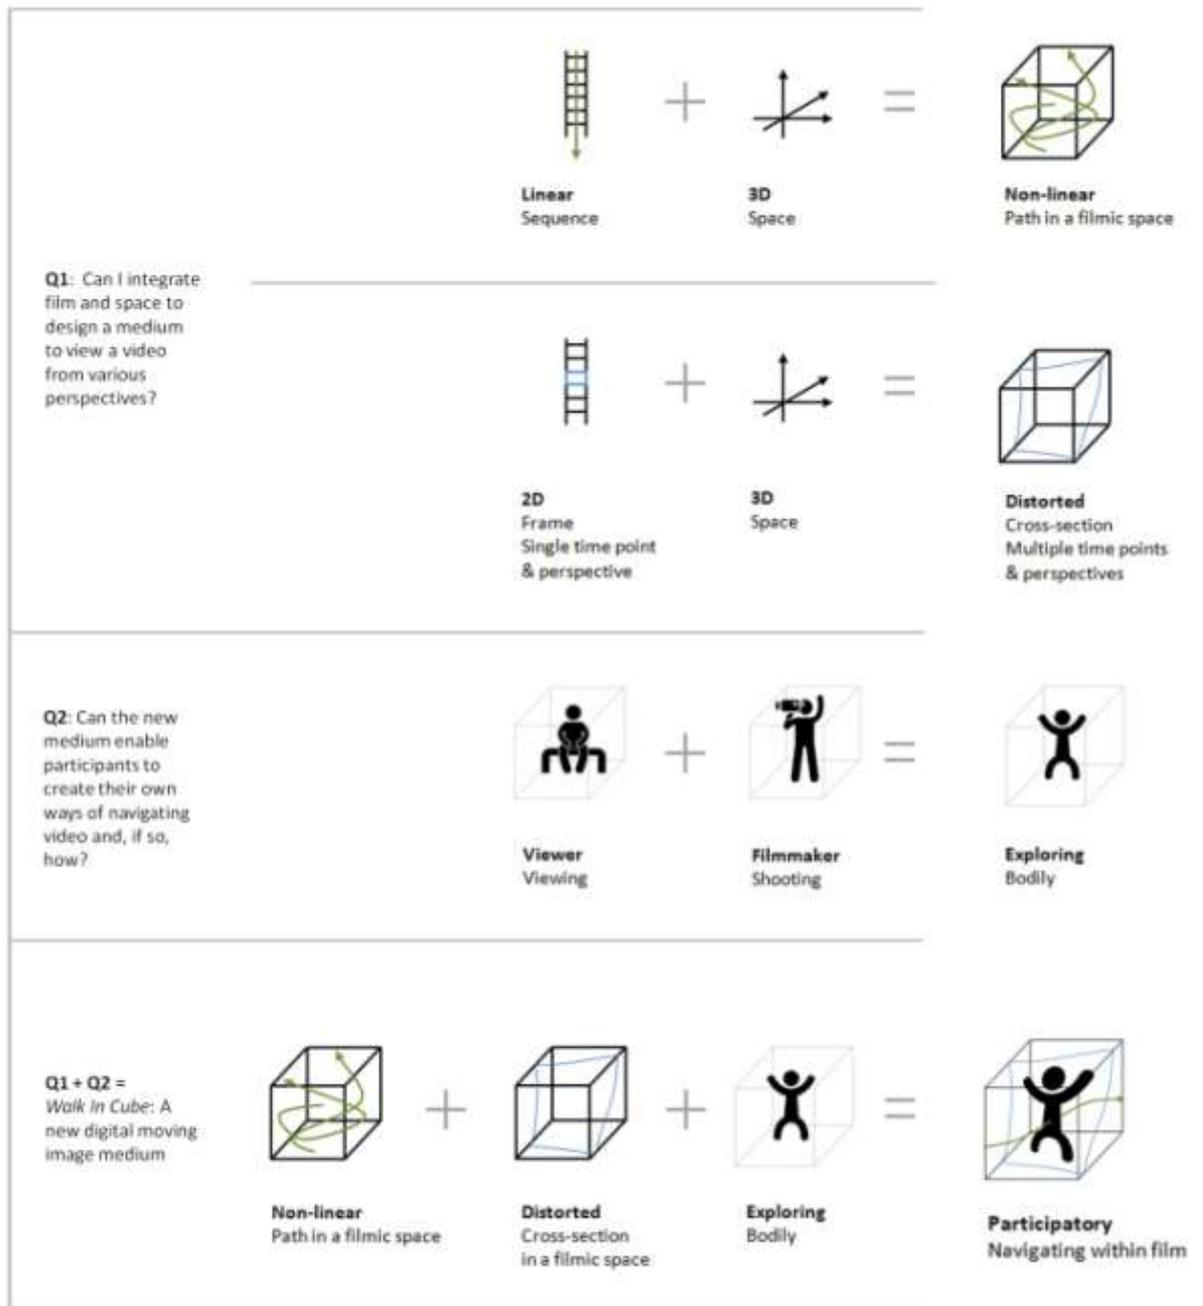 Linear
Sequence
3D
Space
Non-linear
Path in a filmic space
Q1: Can I integrate
film and space to
design a medium
to view a video
from various
perspectives?
2D
Frame
Single time point
& perspective
3D
Space
Distorted
Cross-section
Multiple time points
& perspectives
Q2: Can the new
medium enable
participants to
create their own
ways of navigating
video and, if so,
how?
Viewer
Viewing
Filmmaker
Shooting
Exploring
Bodily
Q1 + Q2 =
Walk In Cube: A
new digital moving
image medium
Non-linear
Path in a filmic space
Distorted
Cross-section
in a filmic space
Exploring
Bodily
Participatory
Navigating within film